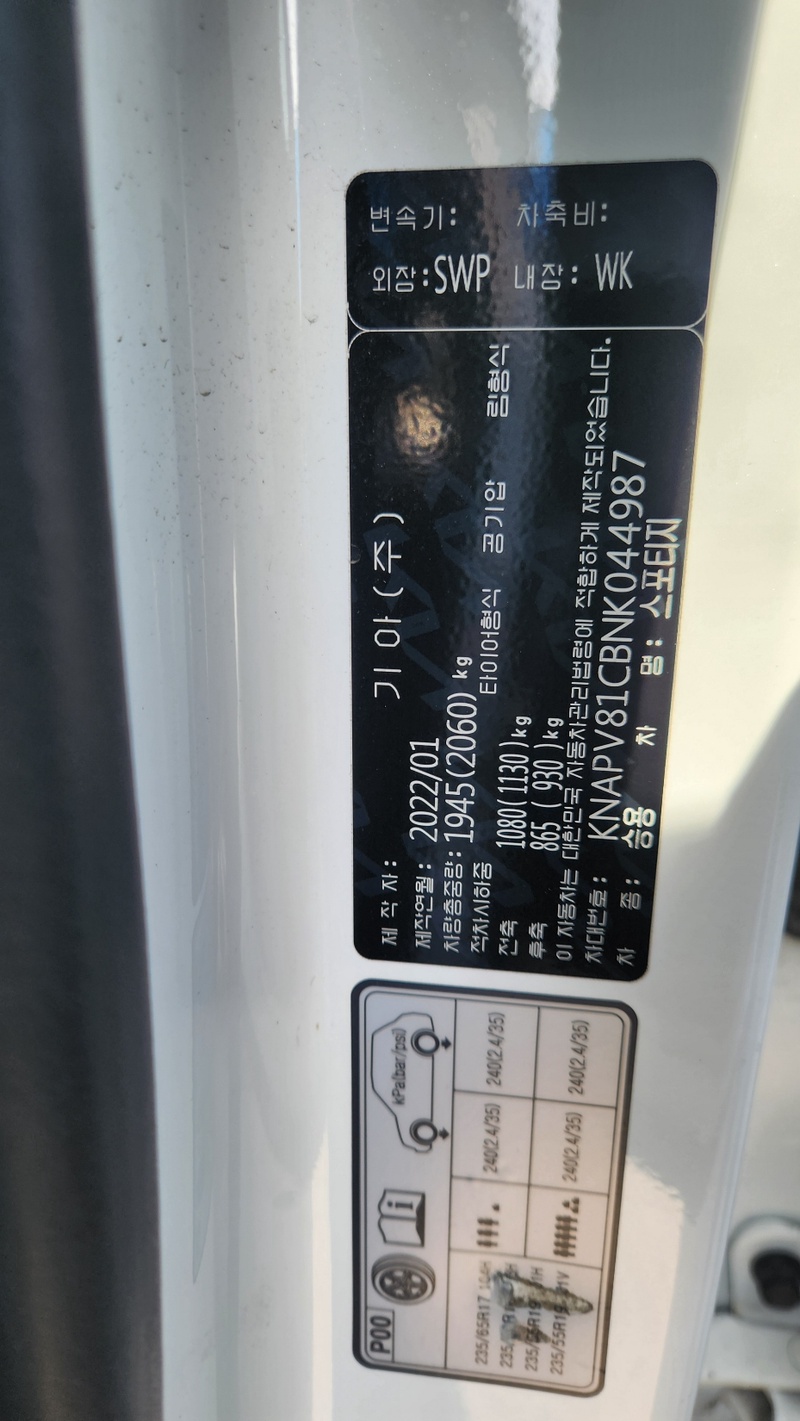 변속기: 차축비:
외장:SWP 내장: WK
제 작 자: 기 아 ( 주 )
제작연월: 2022/01
차량총중량: 1945(2060) kg
적차시하중 타이어형식 공기압 림형식
전축 1080(1130)kg
후축 865 ( 930 )kg
이 자동차는 대한민국 자동차관리법령에 적합하게 제작되었습니다.
차대번호: KNAPV81CBNK044987
차 종: 승용 차 명: 스포티지
P00 kPa(bar/psi)
235/65R17 104H
240(2.4/35) 240(2.4/35)
235/55R19
240(2.4/35) 240(2.4/35)